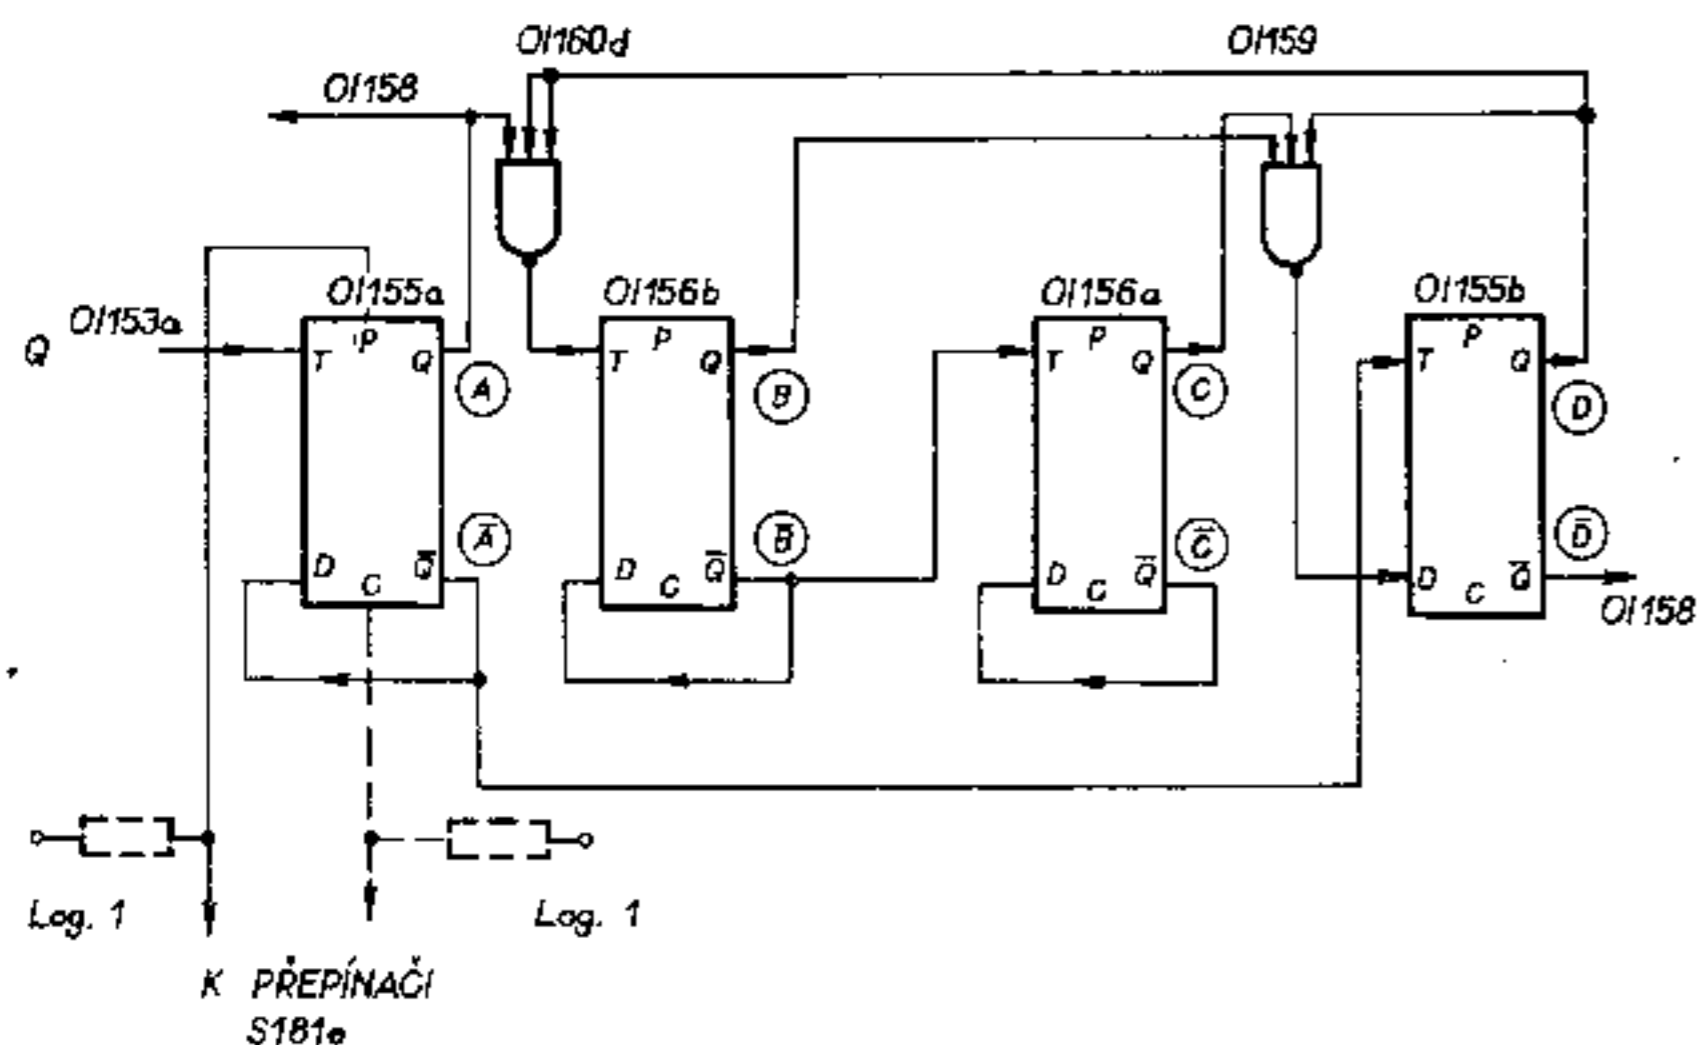 OI160d
OI159
OI158
OI155a
OI156b
OI156a
OI155b
Q OI153a
T P Q
A
D C Q̅
A̅
T P Q
B
D C Q̅
B̅
T P Q
C
D C Q̅
C̅
T P Q
D
D C Q̅
D̅
OI158
Log. 1
Log. 1
K PŘEPÍNAČI
S181e